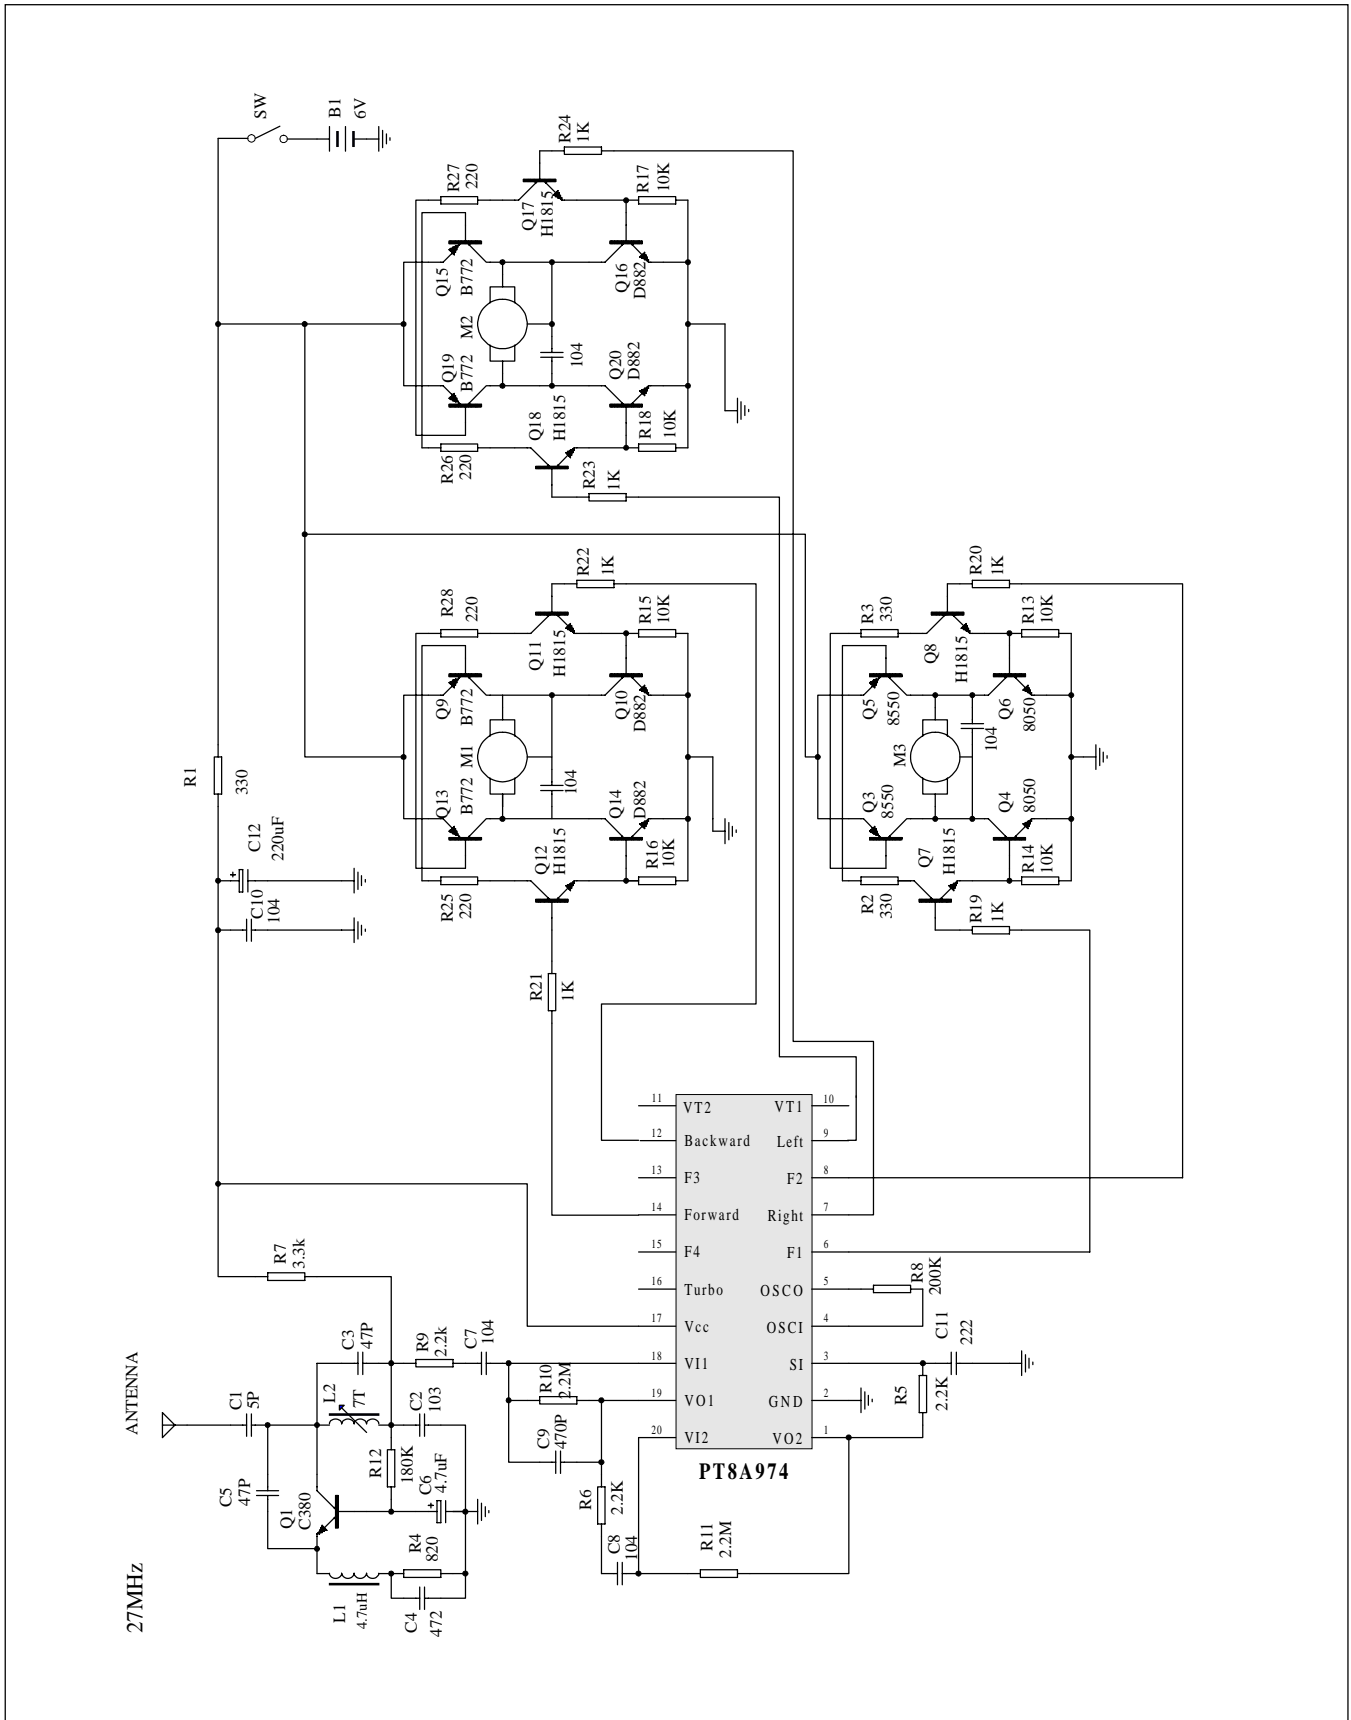 SW
B1
6V
R24
1K
R27
220
Q17
H1815
R17
10K
Q15
B772
M2
Q16
D882
104
Q19
B772
Q20
D882
Q18
H1815
R18
10K
R26
220
R23
1K
R22
1K
R28
220
Q11
H1815
R15
10K
Q9
B772
M1
Q10
D882
104
Q13
B772
Q14
D882
Q12
H1815
R16
10K
R25
220
R21
1K
R20
1K
R3
330
Q8
H1815
R13
10K
Q5
8550
M3
Q6
8050
104
Q3
8550
Q4
8050
Q7
H1815
R14
10K
R2
330
R19
1K
R1
330
C12
220uF
+
C10
104
11
VT2
VT1
10
12
Backward
Left
9
13
F3
F2
8
14
Forward
Right
7
15
F4
F1
6
16
Turbo
OSCO
5
17
Vcc
OSCI
4
18
VI1
SI
3
19
VO1
GND
2
20
VI2
VO2
1
PT8A974
R8
200K
C11
222
R5
2.2K
R7
3.3k
C3
47P
R9
2.2k
C7
104
ANTENNA
C1
5P
L2
7T
C2
103
R10
2.2M
C9
470P
C5
47P
Q1
C380
R12
180K
C6
4.7uF
+
R6
2.2K
R4
820
C8
104
R11
2.2M
L1
4.7uH
C4
472
27MHz